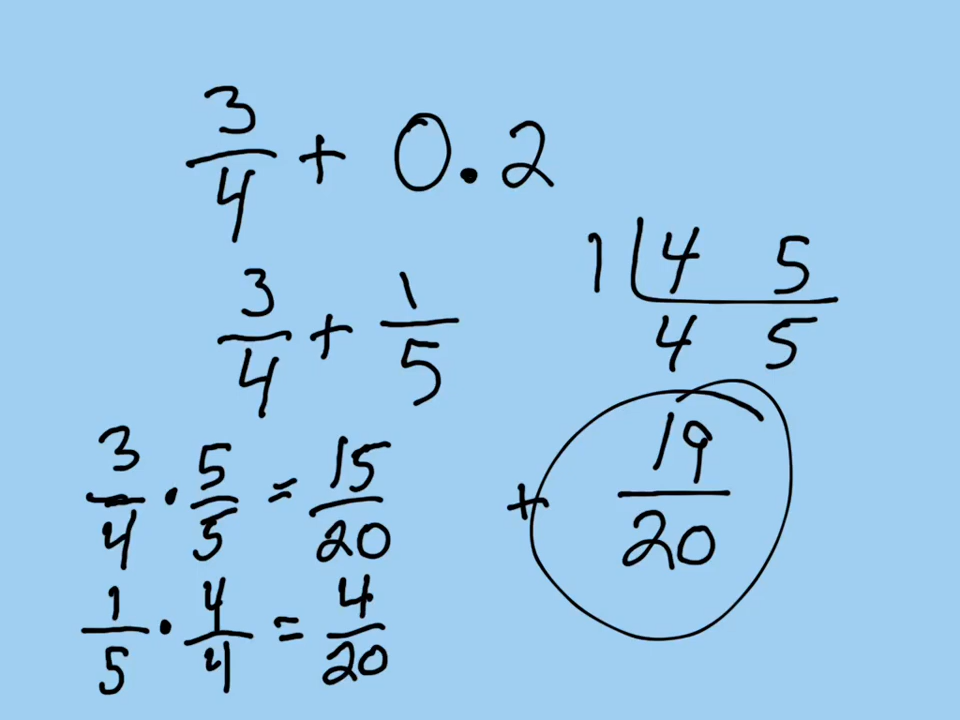 3/4 + 0.2
3/4 + 1/5
1 | 4 5
4 5
3/4 · 5/5 = 15/20
1/5 · 4/4 = 4/20
+ 19/20